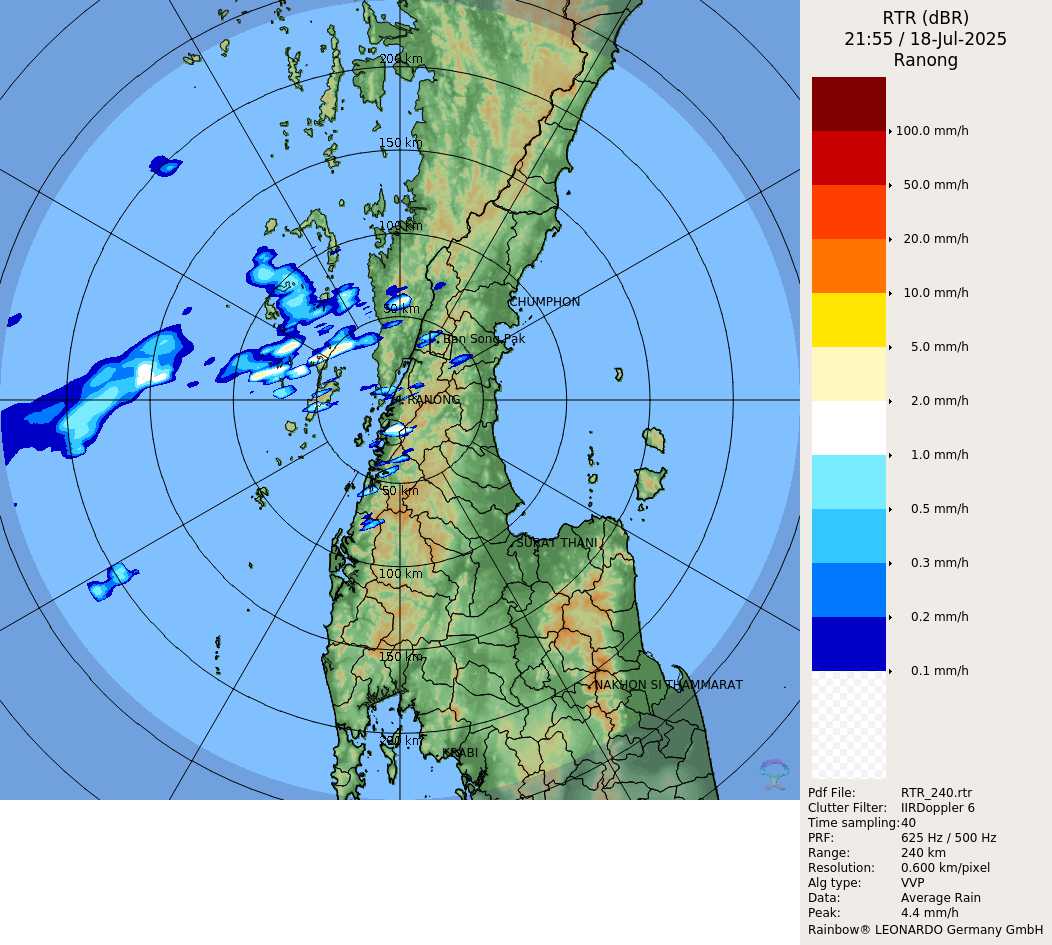 RTR (dBR)
21:55 / 18-Jul-2025
Ranong
100.0 mm/h
50.0 mm/h
20.0 mm/h
10.0 mm/h
5.0 mm/h
2.0 mm/h
1.0 mm/h
0.5 mm/h
0.3 mm/h
0.2 mm/h
0.1 mm/h
Pdf File: RTR_240.rtr
Clutter Filter: IIRDoppler 6
Time sampling: 40
PRF: 625 Hz / 500 Hz
Range: 240 km
Resolution: 0.600 km/pixel
Alg type: VVP
Data: Average Rain
Peak: 4.4 mm/h
Rainbow® LEONARDO Germany GmbH
200 km
150 km
100 km
CHUMPHON
50 km
Ban Song Pak
RANONG
50 km
SURAT THANI
100 km
150 km
NAKHON SI THAMMARAT
200 km
KRABI